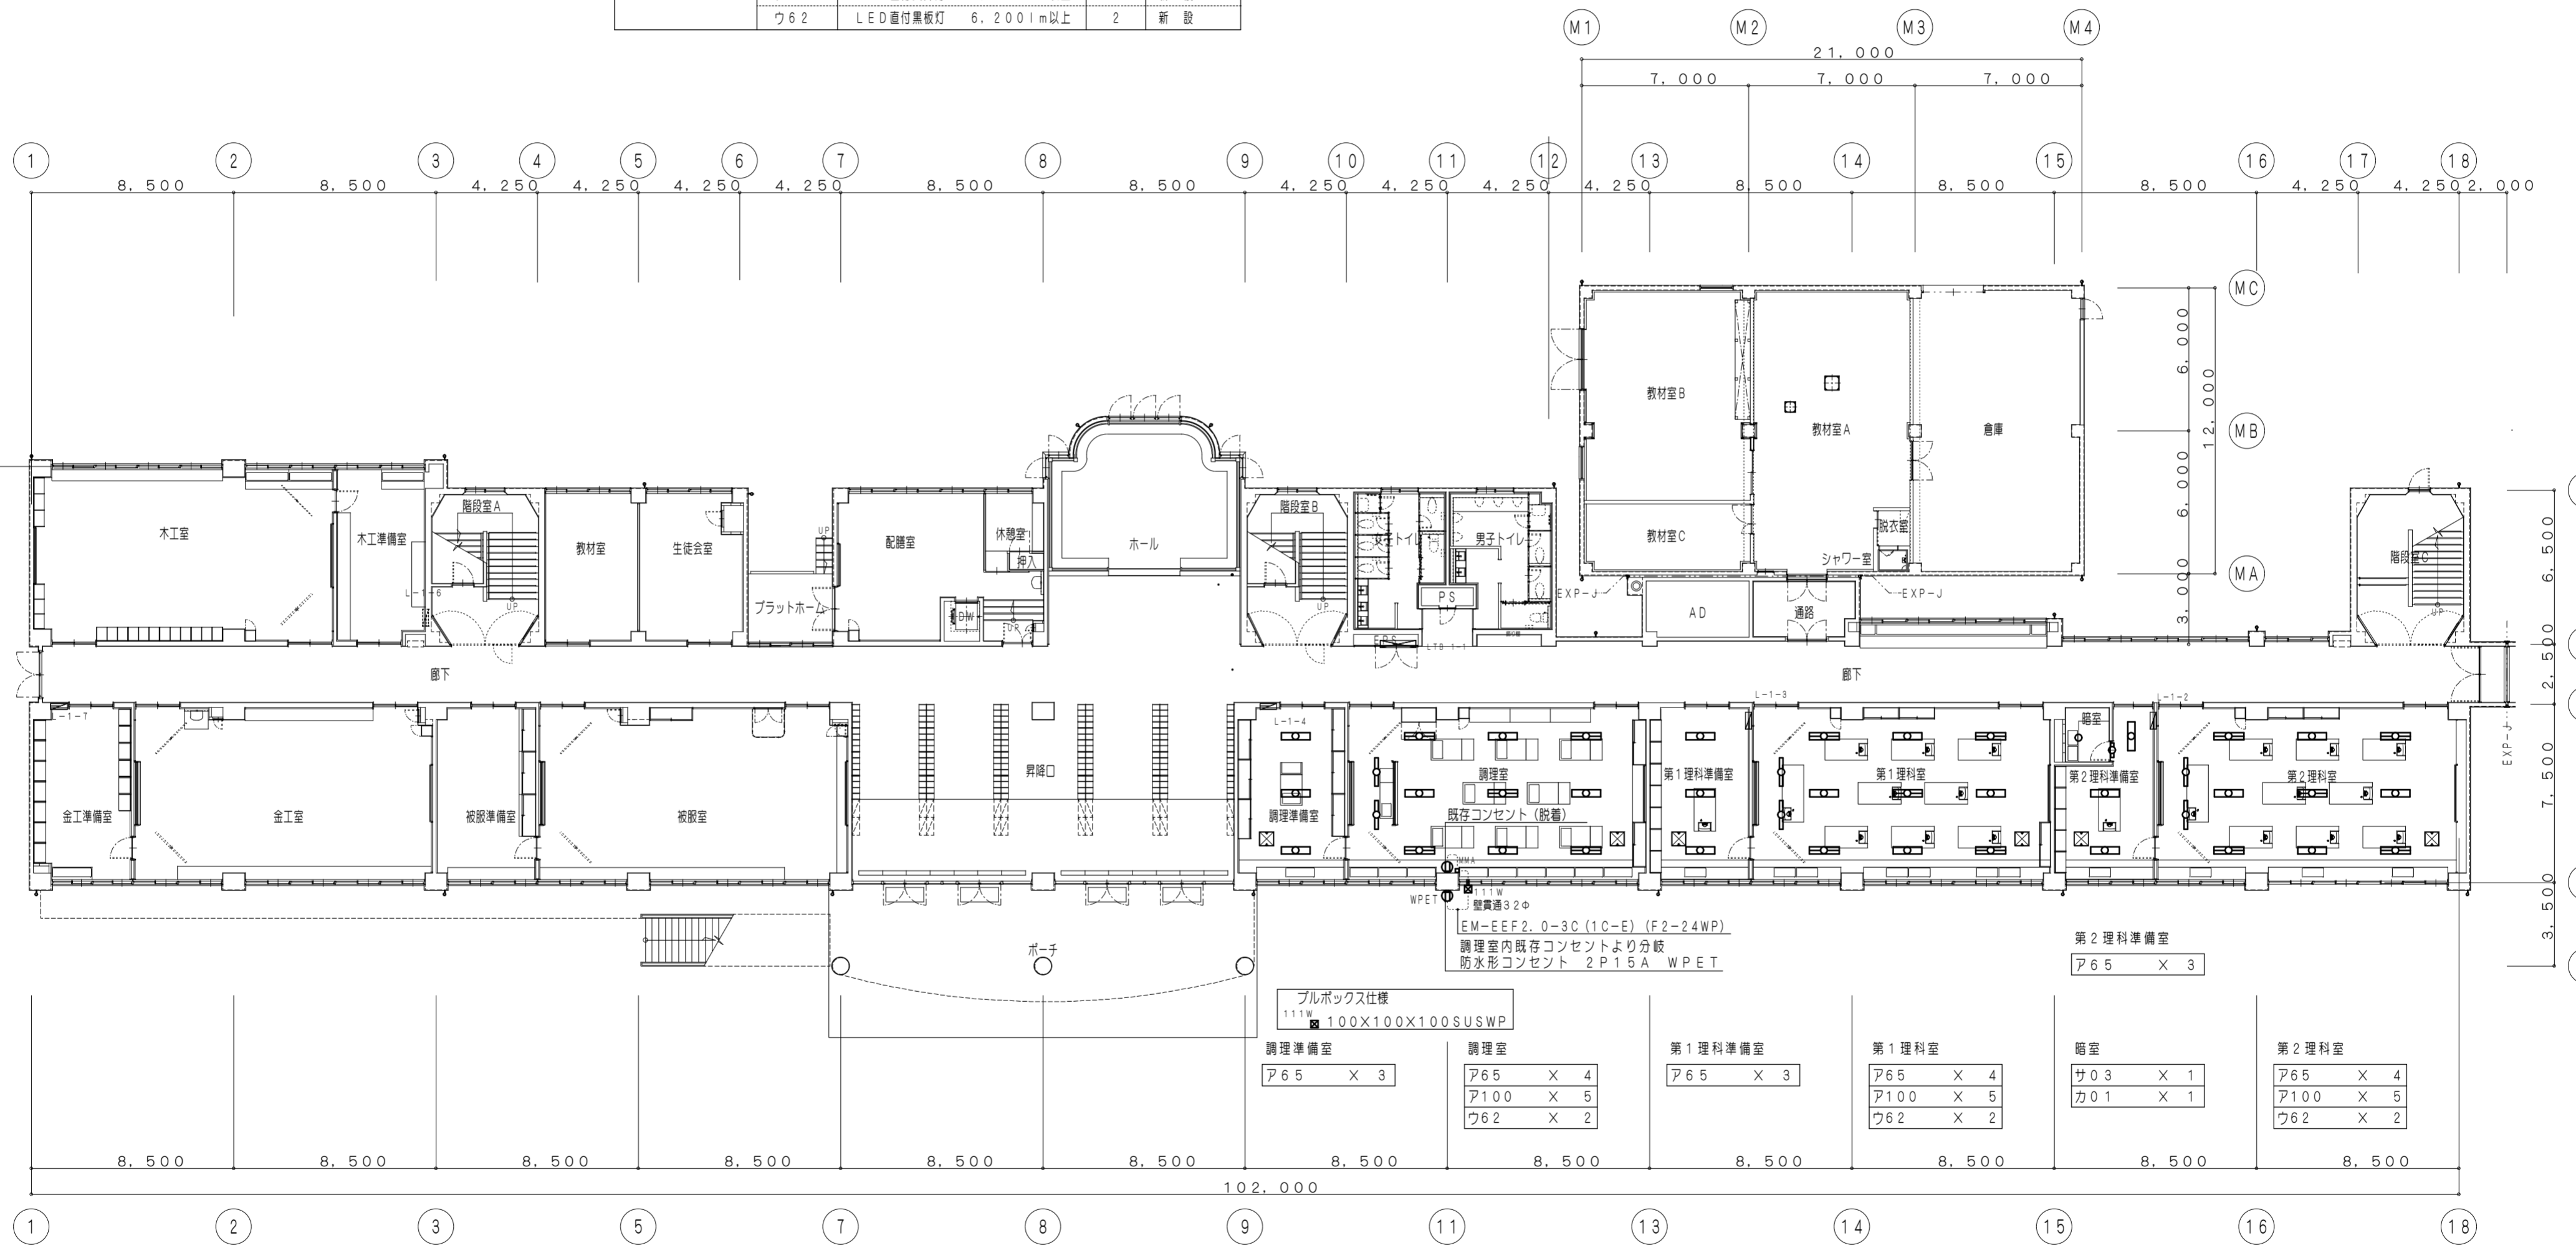 ウ62 LED直付黒板灯 6,200lm以上 2 新 設
M1 M2 M3 M4
21,000
7,000 7,000 7,000
1 2 3 4 5 6 7 8 9 10 11 12 13 14 15 16 17 18
8,500 8,500 4,250 4,250 4,250 4,250 8,500 8,500 4,250 4,250 4,250 4,250 8,500 8,500 8,500 4,250 4,250 2,000
MC
6,000
12,000
教材室B
教材室A
倉庫
MB
6,000
階段室A
階段室B
脱衣室
木工室
木工準備室
教材室
生徒会室
UP
配膳室
休憩室
押入
ホール
女子トイレ
男子トイレ
教材室C
シャワー室
階段室C
6,500
MA
L-1-6
UP
プラットホーム
DW
UP
UP
PS
EXP-J
AD
通路
EXP-J
UP
3,000
EPS
LTB 1-1
廊下
廊下
2,500
L-1-7
L-1-4
L-1-3
L-1-2
暗室
EXP-J
7,500
金工準備室
金工室
被服準備室
被服室
昇降口
調理準備室
調理室
第1理科準備室
第1理科室
第2理科準備室
第2理科室
既存コンセント(脱着)
MMA
WPET
111W
壁貫通32Φ
EM-EEF2.0-3C(1C-E)(F2-24WP)
調理室内既存コンセントより分岐
防水形コンセント 2P15A WPET
3,500
ポーチ
第2理科準備室
ア65 X 3
プルボックス仕様
111W
100X100X100SUSWP
調理準備室
ア65 X 3
調理室
ア65 X 4
ア100 X 5
ウ62 X 2
第1理科準備室
ア65 X 3
第1理科室
ア65 X 4
ア100 X 5
ウ62 X 2
暗室
サ03 X 1
カ01 X 1
第2理科室
ア65 X 4
ア100 X 5
ウ62 X 2
8,500 8,500 8,500 8,500 8,500 8,500 8,500 8,500 8,500 8,500 8,500 8,500
102,000
1 2 3 5 7 8 9 11 13 14 15 16 18